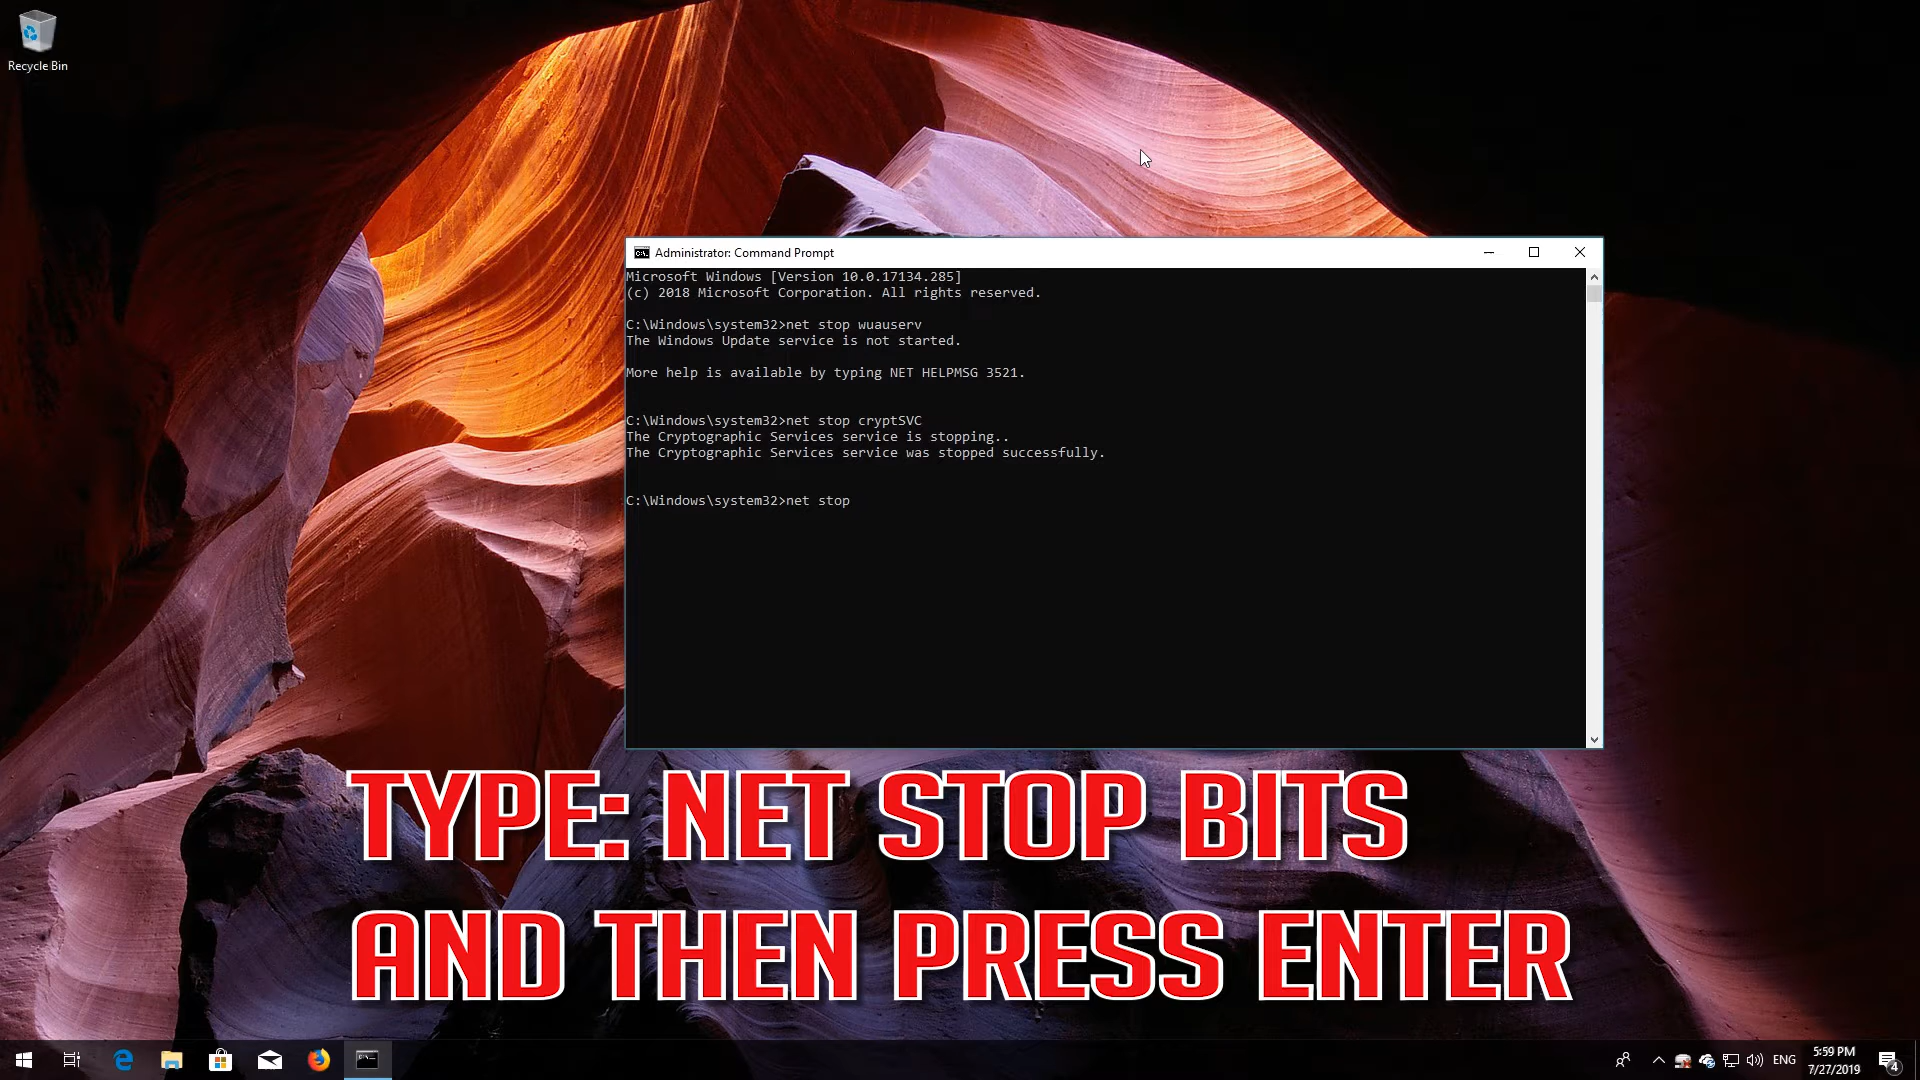 Recycle Bin
Administrator: Command Prompt
Microsoft Windows [Version 10.0.17134.285]
(c) 2018 Microsoft Corporation. All rights reserved.
C:\Windows\system32>net stop wuauserv
The Windows Update service is not started.
More help is available by typing NET HELPMSG 3521.
C:\Windows\system32>net stop cryptSVC
The Cryptographic Services service is stopping..
The Cryptographic Services service was stopped successfully.
C:\Windows\system32>net stop
TYPE: NET STOP BITS
AND THEN PRESS ENTER
ENG
5:59 PM
7/27/2019
4